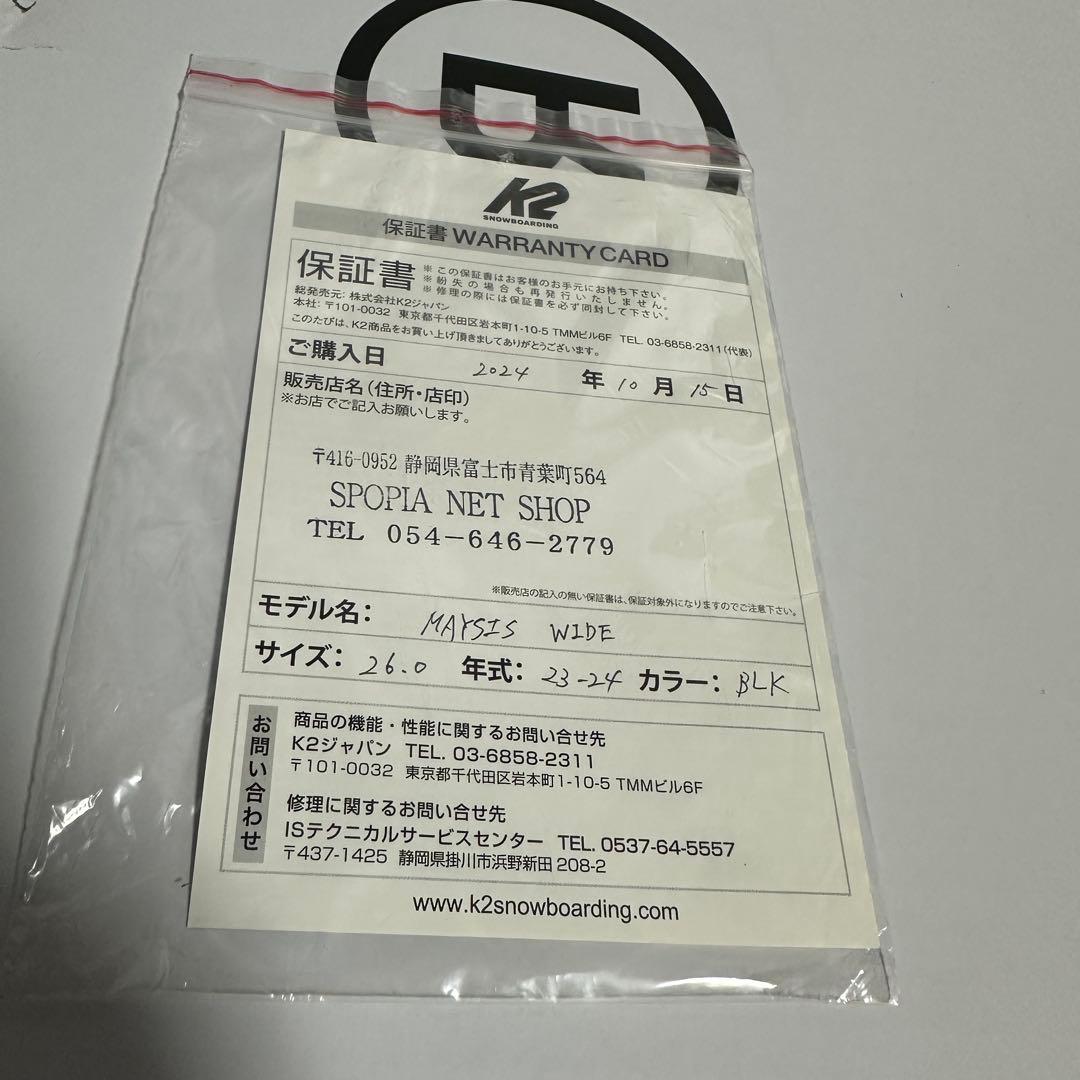 K2
SNOWBOARDING
保証書 WARRANTY CARD
保証書
※この保証書はお客様のお手元にお持ち下さい。
※紛失の場合も再発行いたしません。
※修理の際には保証書を必ず同封して下さい。
総発売元：株式会社K2ジャパン
本社：〒101-0032 東京都千代田区岩本町1-10-5 TMMビル6F TEL. 03-6858-2311(代表)
このたびは、K2商品をお買い上げ頂きましてありがとうございます。
ご購入日 2024 年 10 月 15 日
販売店名（住所・店印）
※お店でご記入お願いします。
〒416-0952 静岡県富士市青葉町564
SPOPIA NET SHOP
TEL 054-646-2779
※販売店の記入の無い保証書は、保証対象外になりますのでご注意下さい。
モデル名： MAYSIS WIDE
サイズ： 26.0 年式： 23-24 カラー： BLK
お問い合わせ
商品の機能・性能に関するお問い合せ先
K2ジャパン TEL. 03-6858-2311
〒101-0032 東京都千代田区岩本町1-10-5 TMMビル6F
修理に関するお問い合せ先
ISテクニカルサービスセンター TEL. 0537-64-5557
〒437-1425 静岡県掛川市浜野新田 208-2
www.k2snowboarding.com